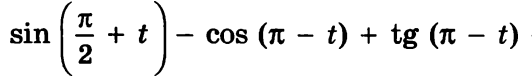 sin (π/2 + t) − cos (π − t) + tg (π − t)